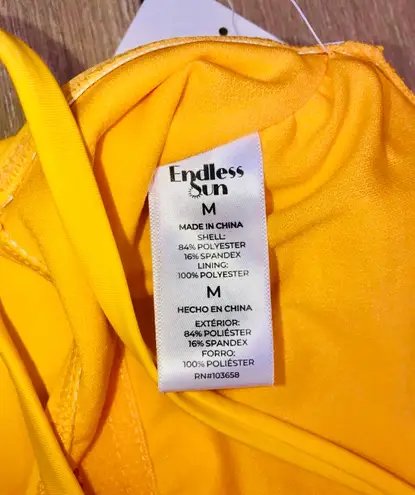 Endless
Sun
M
MADE IN CHINA
SHELL:
84% POLYESTER
16% SPANDEX
LINING:
100% POLYESTER
M
HECHO EN CHINA
EXTÉRIOR:
84% POLIÉSTER
16% SPANDEX
FORRO:
100% POLIÉSTER
RN#103658